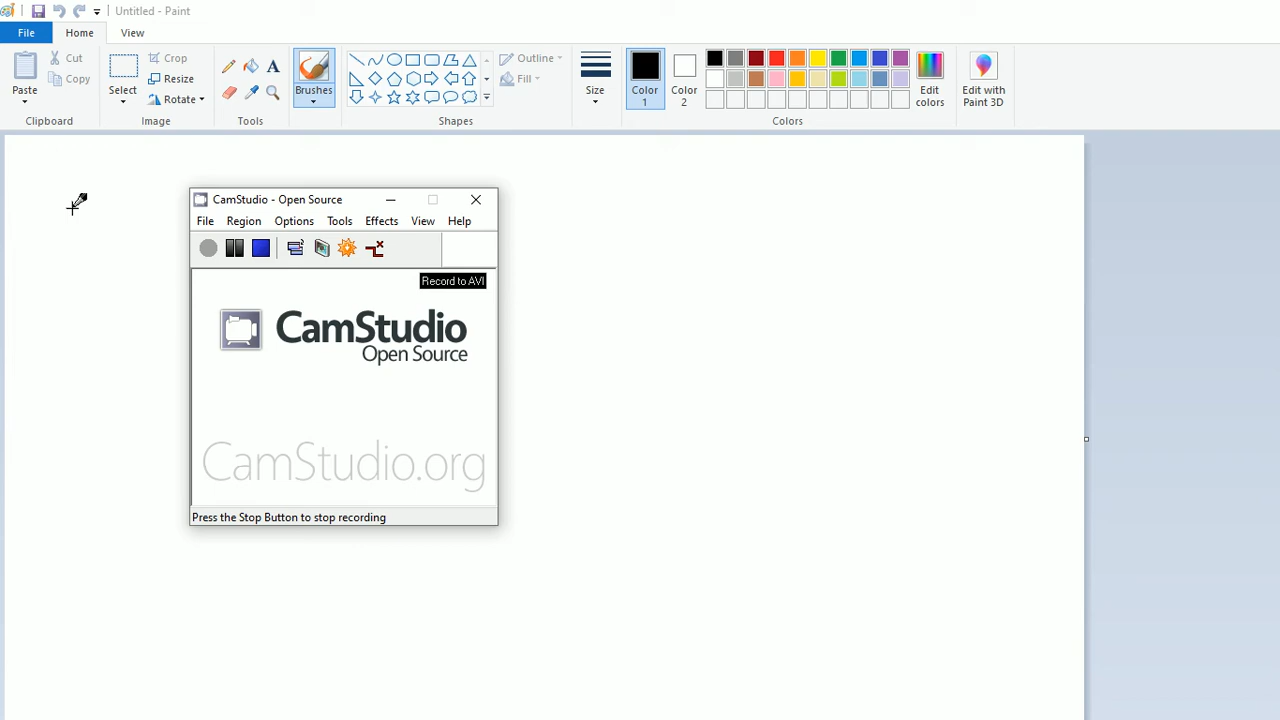 Untitled - Paint
File Home View
Paste
Cut
Copy
Clipboard
Select
Crop
Resize
Rotate
Image
A
Tools
Brushes
Shapes
Outline
Fill
Size
Color
1
Color
2
Edit
colors
Colors
Edit with
Paint 3D
CamStudio - Open Source
File Region Options Tools Effects View Help
Record to AVI
CamStudio
Open Source
CamStudio.org
Press the Stop Button to stop recording